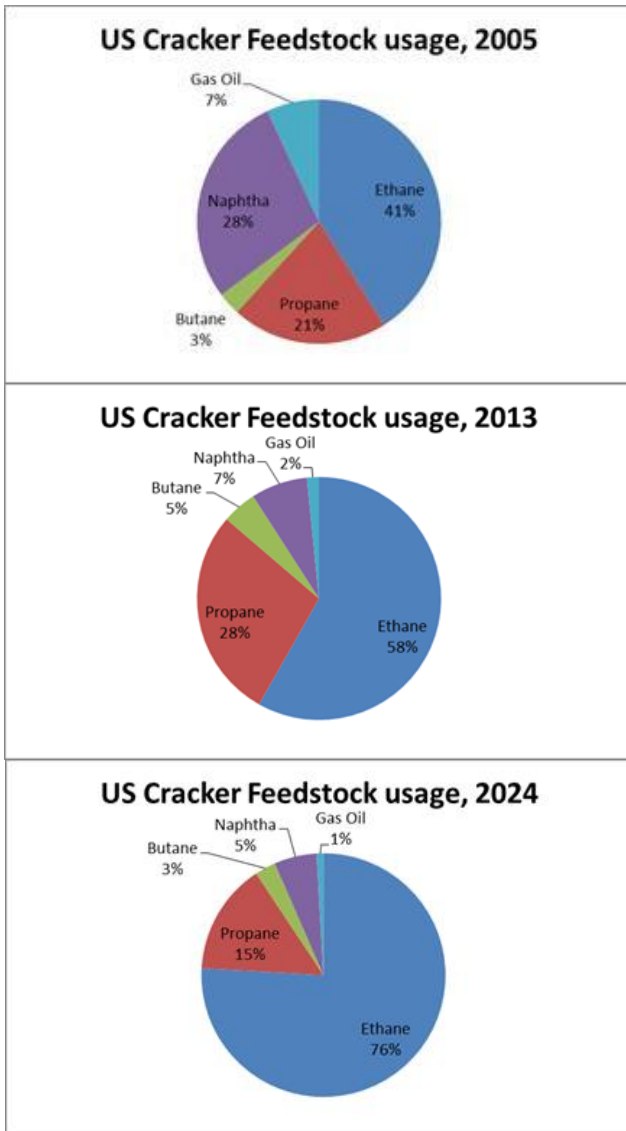 US Cracker Feedstock usage, 2005
Gas Oil
7%
Ethane
41%
Naphtha
28%
Propane
21%
Butane
3%
US Cracker Feedstock usage, 2013
Gas Oil
2%
Naphtha
7%
Butane
5%
Propane
28%
Ethane
58%
US Cracker Feedstock usage, 2024
Gas Oil
1%
Naphtha
5%
Butane
3%
Propane
15%
Ethane
76%